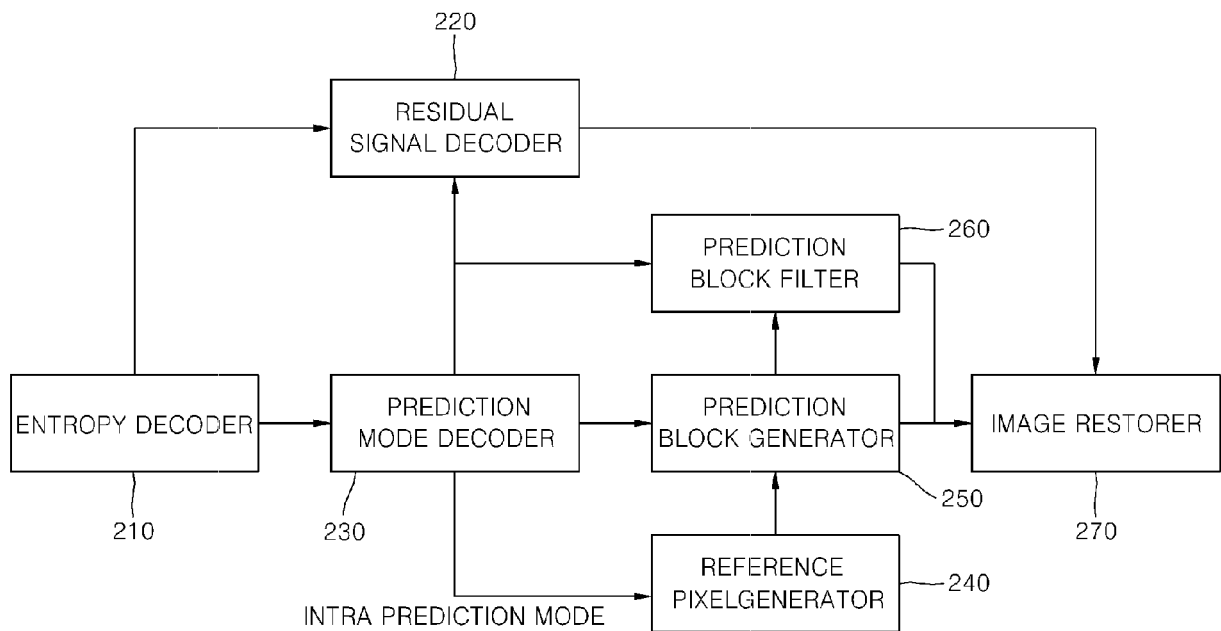 220
RESIDUAL
SIGNAL DECODER
260
PREDICTION
BLOCK FILTER
ENTROPY DECODER
PREDICTION
MODE DECODER
PREDICTION
BLOCK GENERATOR
IMAGE RESTORER
210
230
250
270
REFERENCE
PIXELGENERATOR
240
INTRA PREDICTION MODE